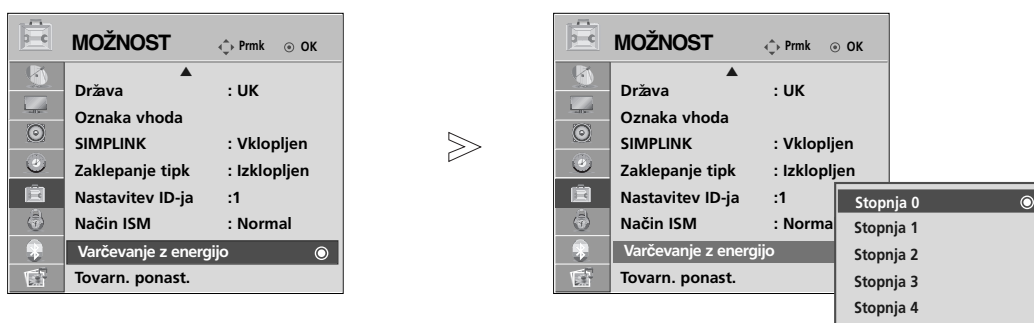 MOŽNOST Prmk OK
Država : UK
Oznaka vhoda
SIMPLINK : Vklopljen
Zaklepanje tipk : Izklopljen
Nastavitev ID-ja :1
Način ISM : Normal
Varčevanje z energijo
Tovarn. ponast.
MOŽNOST Prmk OK
Država : UK
Oznaka vhoda
SIMPLINK : Vklopljen
Zaklepanje tipk : Izklopljen
Nastavitev ID-ja :1
Način ISM : Norma
Varčevanje z energijo
Tovarn. ponast.
Stopnja 0
Stopnja 1
Stopnja 2
Stopnja 3
Stopnja 4